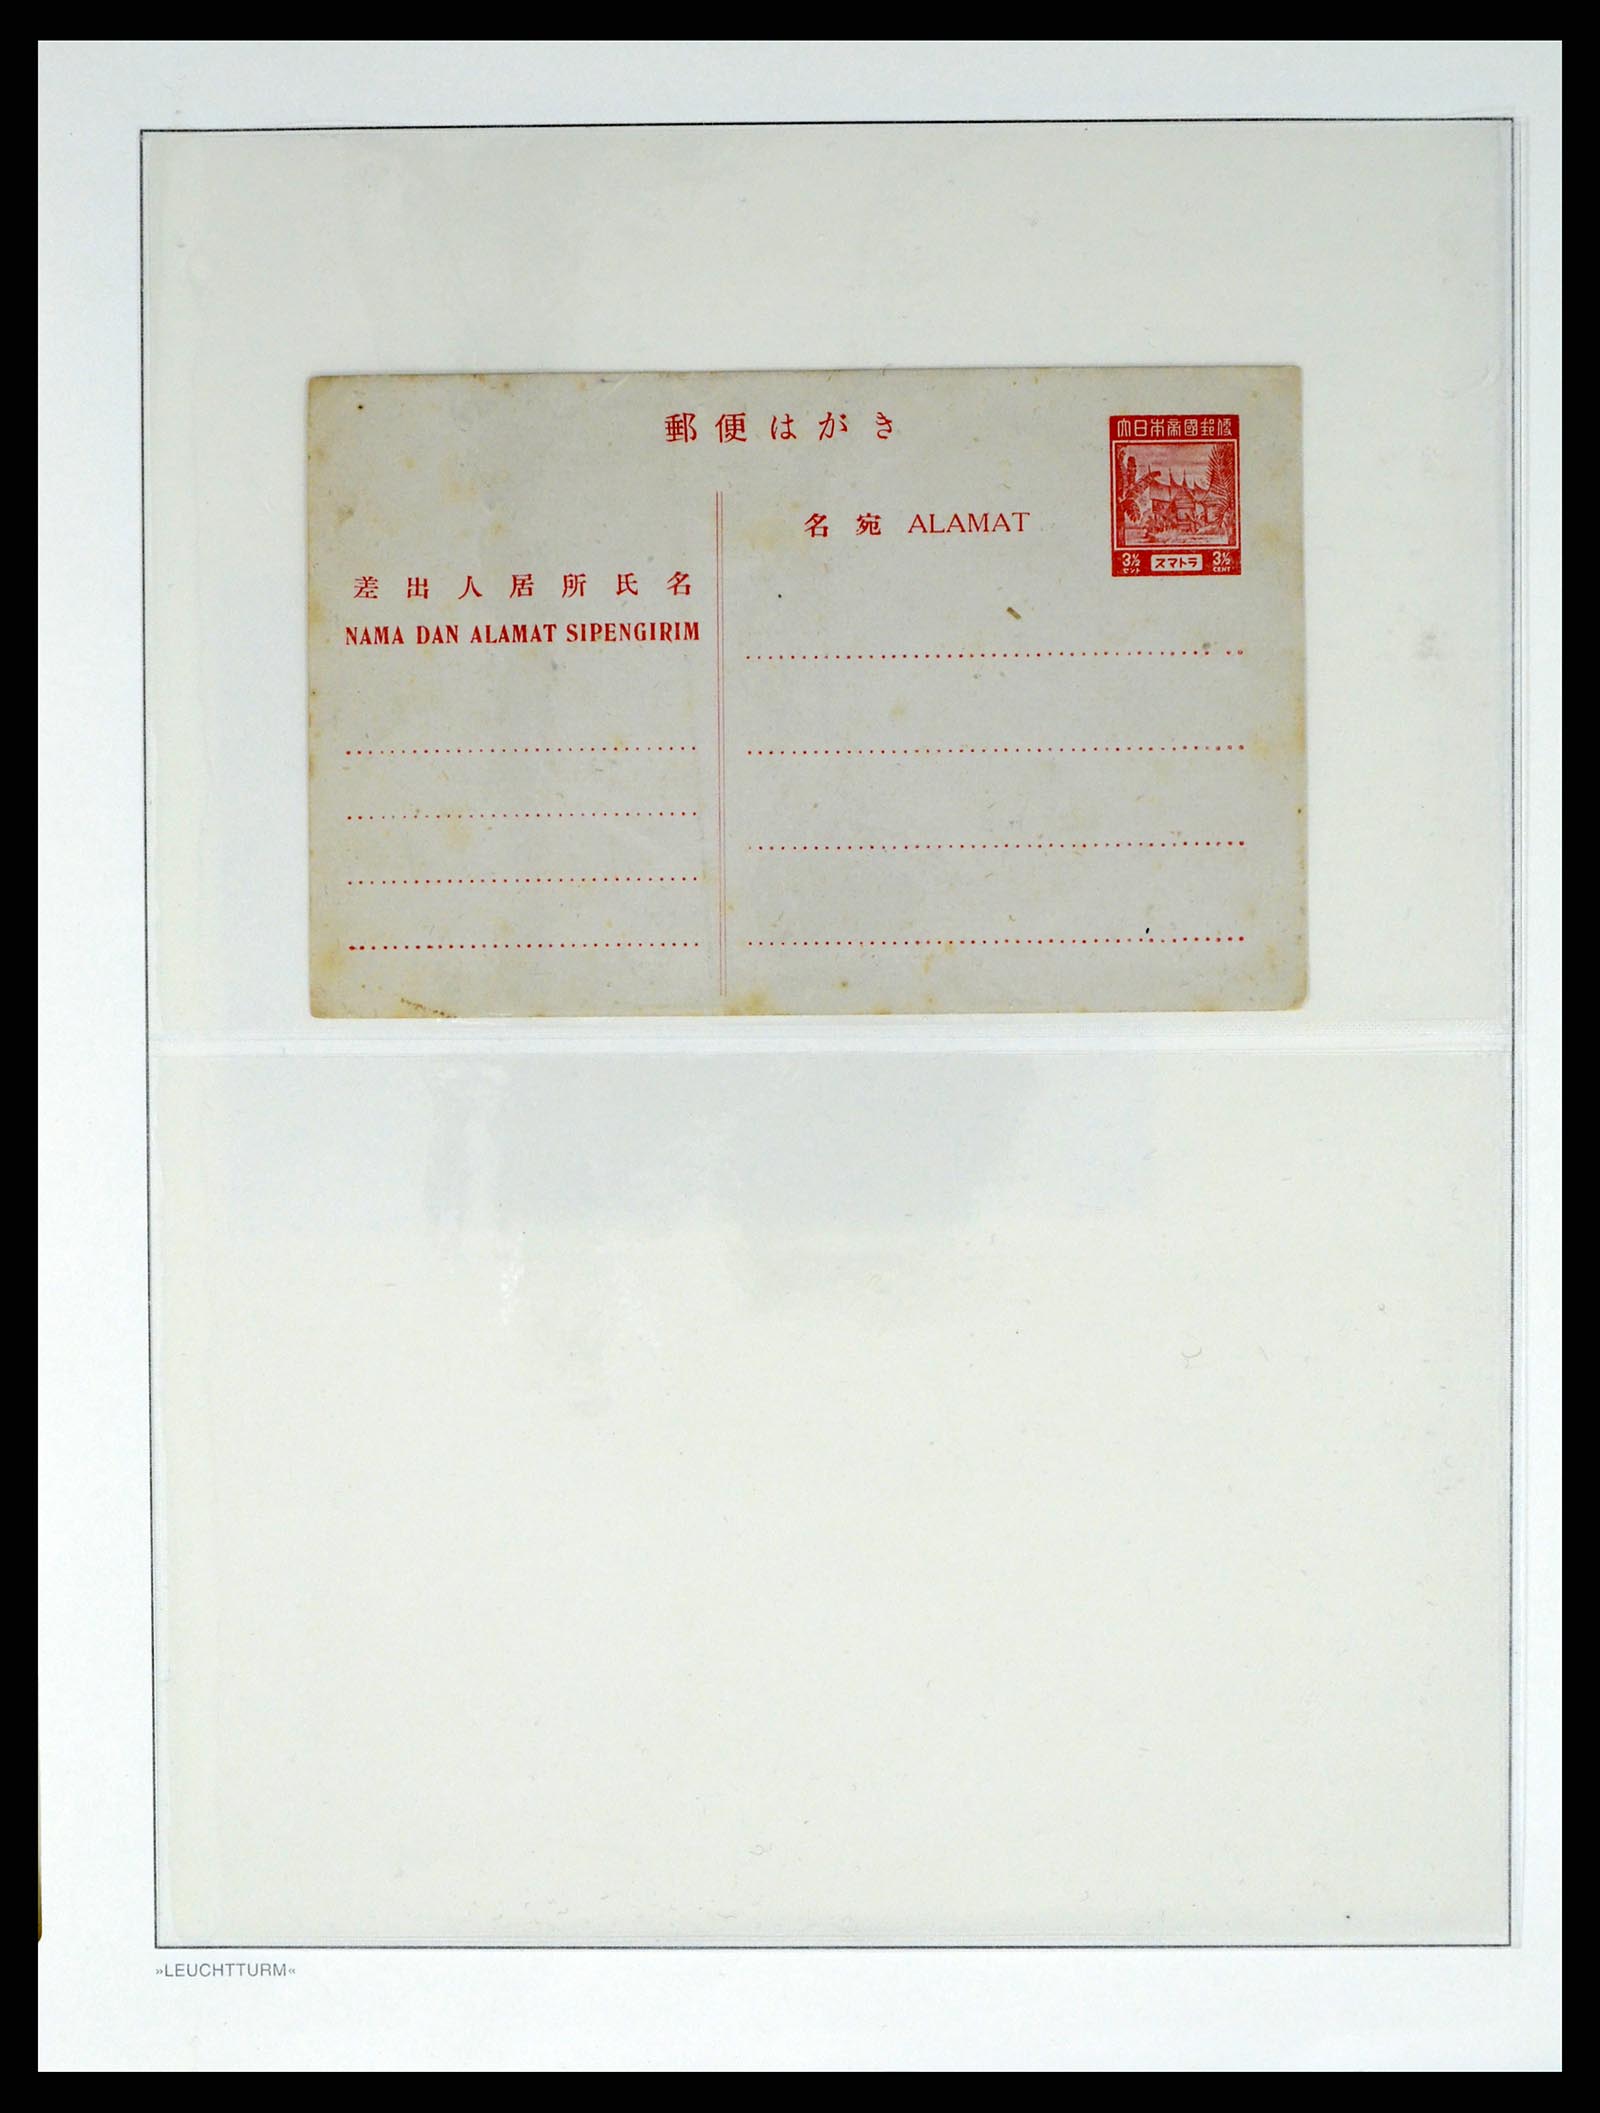 郵便はがき
大日本帝國郵便
名宛 ALAMAT
3½ セント スマトラ 3½ CENT
差出人居所氏名
NAMA DAN ALAMAT SIPENGIRIM
»LEUCHTTURM«